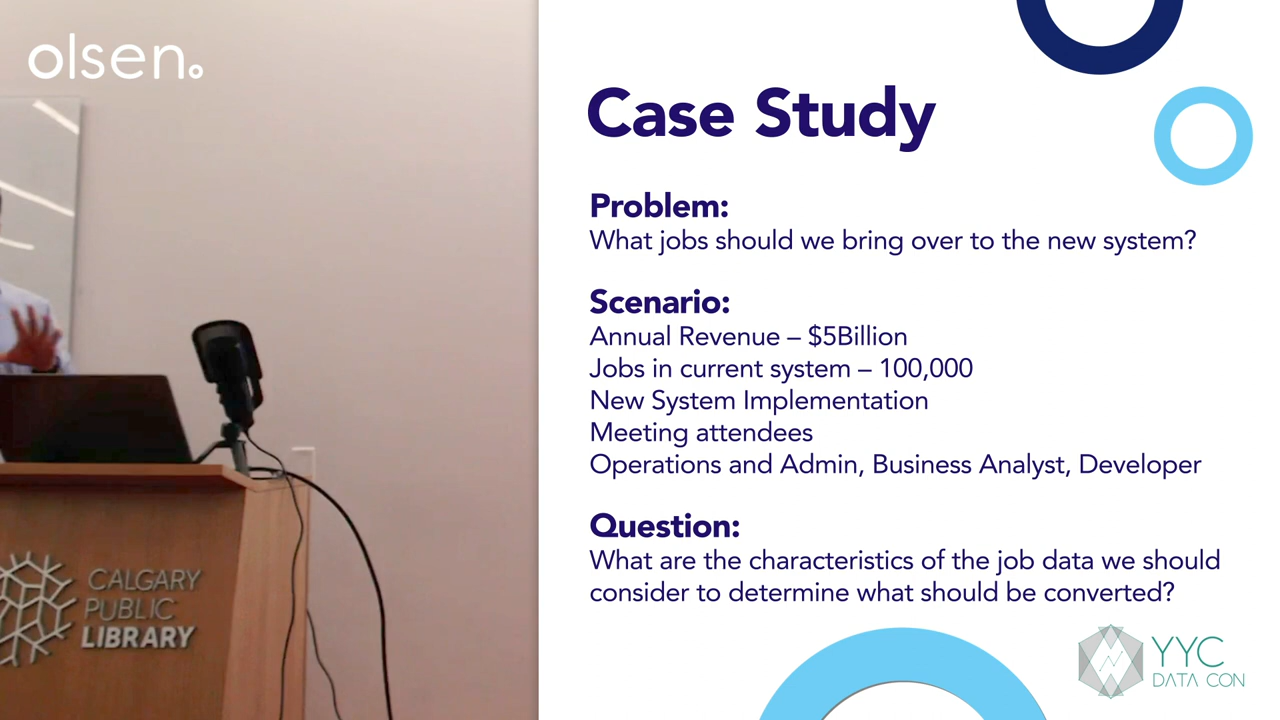 olsen.
Case Study
Problem:
What jobs should we bring over to the new system?
Scenario:
Annual Revenue – $5Billion
Jobs in current system – 100,000
New System Implementation
Meeting attendees
Operations and Admin, Business Analyst, Developer
Question:
What are the characteristics of the job data we should
consider to determine what should be converted?
CALGARY
PUBLIC
LIBRARY
YYC
DATA CON